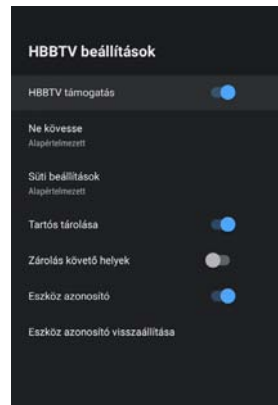 HBBTV beállítások
HBBTV támogatás
Ne kövesse
Alapértelmezett
Süti beállítások
Alapértelmezett
Tartós tárolása
Zárolás követő helyek
Eszköz azonosító
Eszköz azonosító visszaállítása